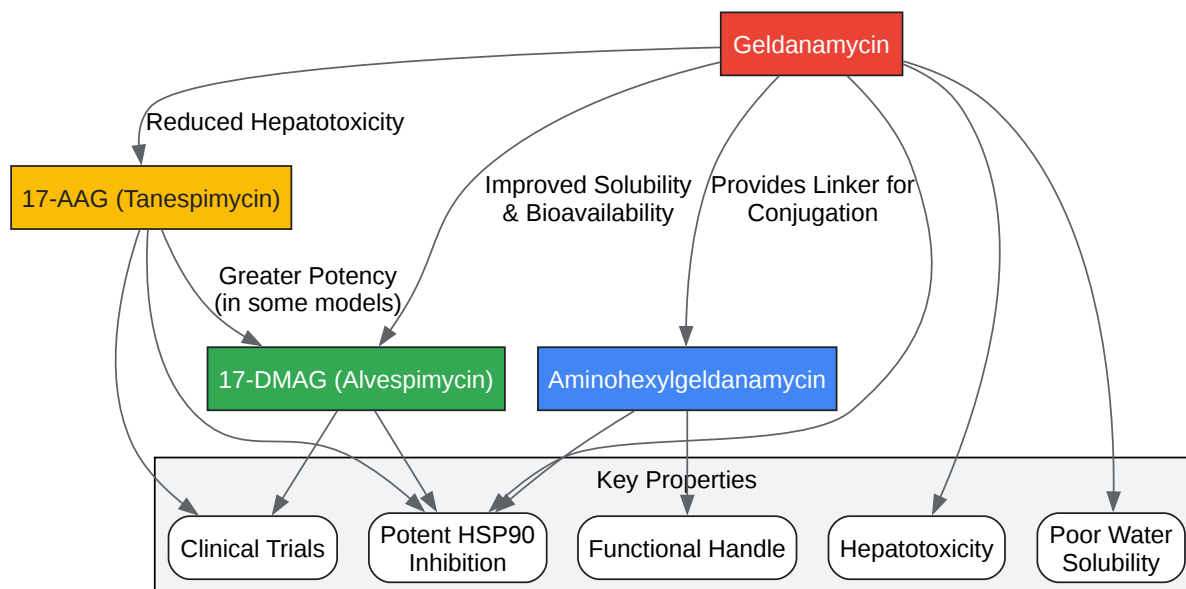 Geldanamycin
Reduced Hepatotoxicity
17-AAG (Tanespimycin)
Improved Solubility
& Bioavailability
Provides Linker for
Conjugation
Greater Potency
(in some models)
17-DMAG (Alvespimycin)
Aminohexylgeldanamycin
Key Properties
Clinical Trials
Potent HSP90
Inhibition
Functional Handle
Hepatotoxicity
Poor Water
Solubility